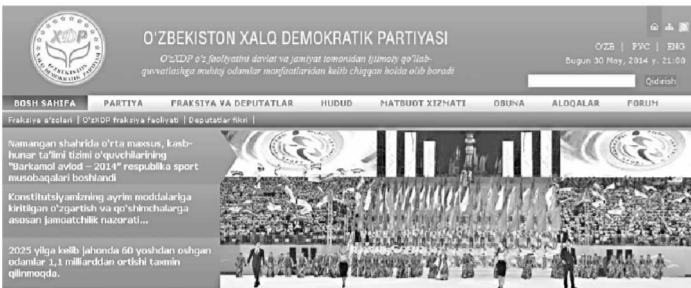 XDP
O'ZBEKISTON XALQ DEMOKRATIK PARTIYASI
O'zXDP o'z faoliyatini davlat va jamiyat tomonidan ijtimoiy qo'llab-
quvvatlashga muhtoj odamlar manfaatlaridan kelib chiqqan holda olib boradi
O'ZB | РУС | ENG
Bugun 30 May, 2014 y. 21:00
Qidirish
BOSH SAHIFA PARTIYA FRAKSIYA VA DEPUTATLAR HUDUD MATBUOT XIZMATI OBUNA ALOQALAR FORUM
Fraksiya a'zolari | O'zXDP fraksiya faoliyati | Deputatlar fikri |
Namangan shahrida o'rta maxsus, kasb-
hunar ta'limi tizimi o'quvchilarining
"Barkamol avlod – 2014" respublika sport
musobaqalari boshlandi
Konstitutsiyamizning ayrim moddalariga
kiritilgan o'zgartish va qo'shimchalarga
asosan jamoatchilik nazorati...
2025 yilga kelib jahonda 60 yoshdan oshgan
odamlar 1,1 milliarddan ortishi taxmin
qilinmoqda.